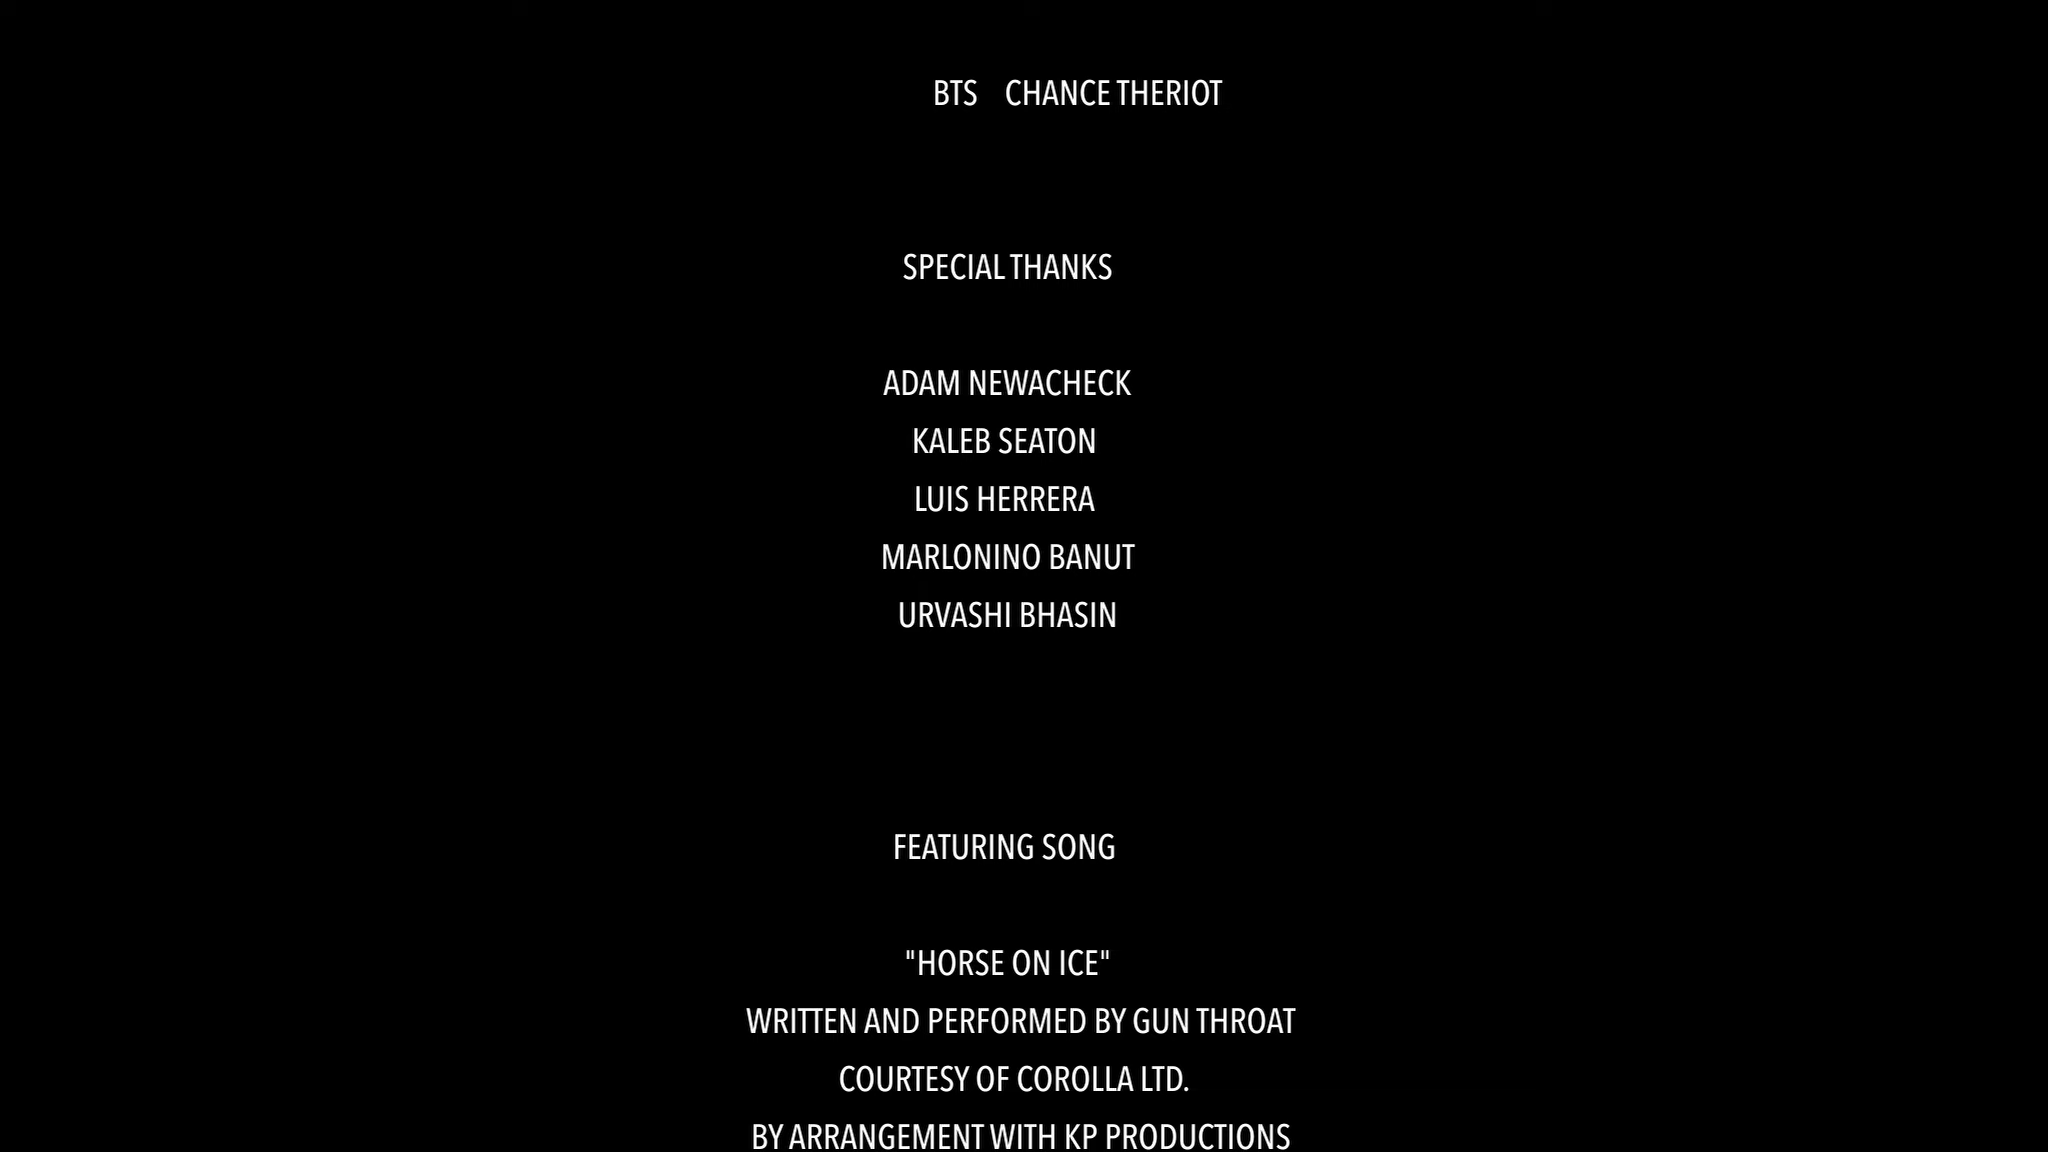 BTS CHANCE THERIOT
SPECIAL THANKS
ADAM NEWACHECK
KALEB SEATON
LUIS HERRERA
MARLONINO BANUT
URVASHI BHASIN
FEATURING SONG
"HORSE ON ICE"
WRITTEN AND PERFORMED BY GUN THROAT
COURTESY OF COROLLA LTD.
BY ARRANGEMENT WITH KP PRODUCTIONS